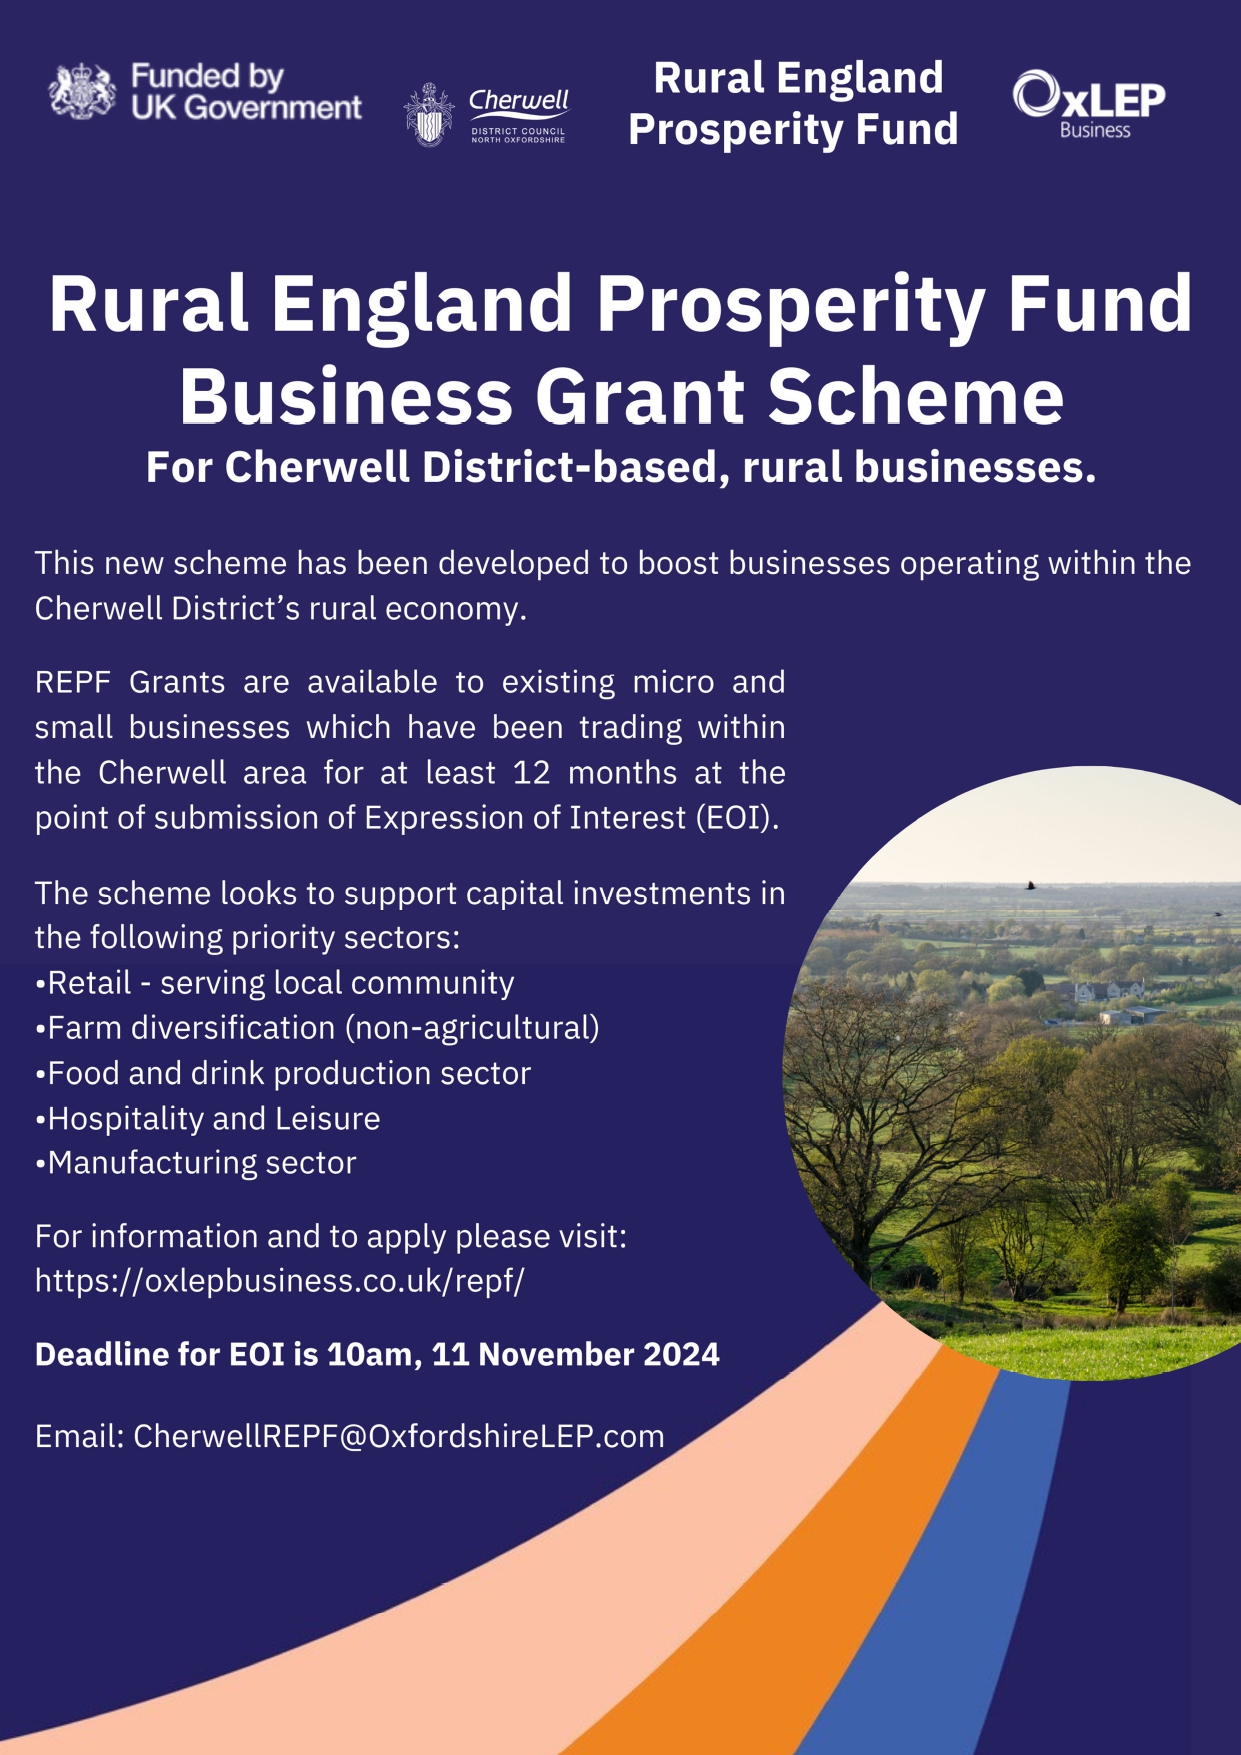 Funded by
UK Government
Cherwell
DISTRICT COUNCIL
NORTH OXFORDSHIRE
Rural England
Prosperity Fund
OxLEP
Business
Rural England Prosperity Fund
Business Grant Scheme
For Cherwell District-based, rural businesses.
This new scheme has been developed to boost businesses operating within the
Cherwell District’s rural economy.
REPF Grants are available to existing micro and
small businesses which have been trading within
the Cherwell area for at least 12 months at the
point of submission of Expression of Interest (EOI).
The scheme looks to support capital investments in
the following priority sectors:
•Retail - serving local community
•Farm diversification (non-agricultural)
•Food and drink production sector
•Hospitality and Leisure
•Manufacturing sector
For information and to apply please visit:
https://oxlepbusiness.co.uk/repf/
Deadline for EOI is 10am, 11 November 2024
Email: CherwellREPF@OxfordshireLEP.com